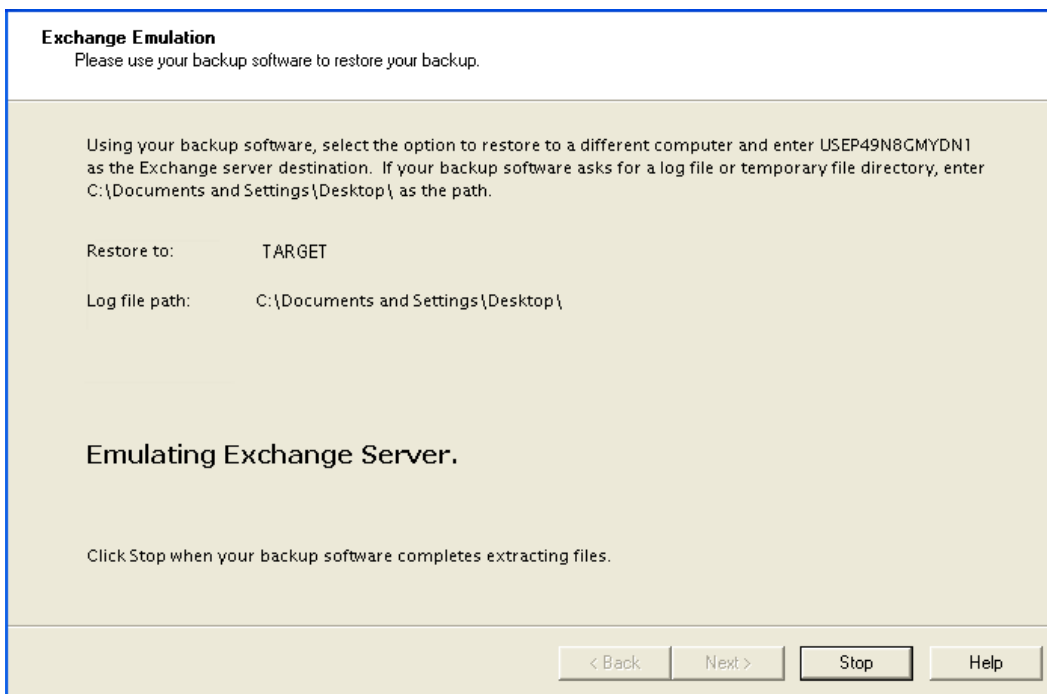 Exchange Emulation
Please use your backup software to restore your backup.
Using your backup software, select the option to restore to a different computer and enter USEP49N8GMYDN1
as the Exchange server destination. If your backup software asks for a log file or temporary file directory, enter
C:\Documents and Settings\Desktop\ as the path.
Restore to: TARGET
Log file path: C:\Documents and Settings\Desktop\
Emulating Exchange Server.
Click Stop when your backup software completes extracting files.
< Back Next > Stop Help